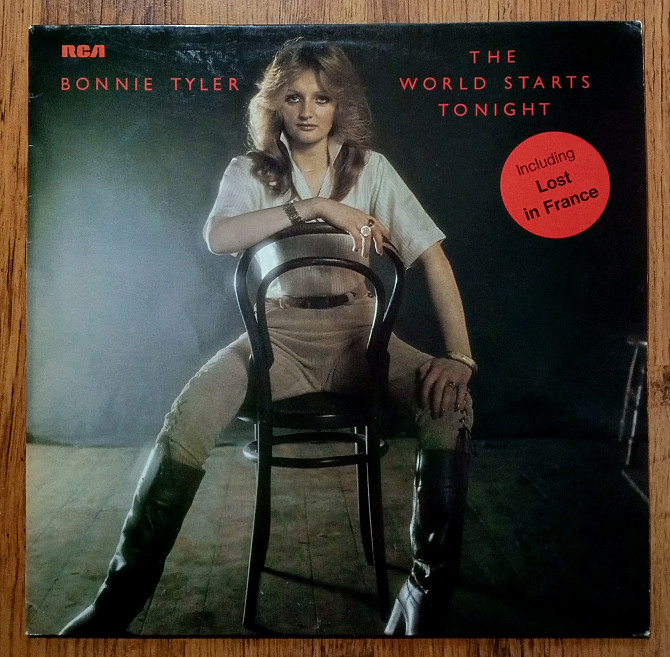 RCA
BONNIE TYLER
THE
WORLD STARTS
TONIGHT
Including
Lost
in France